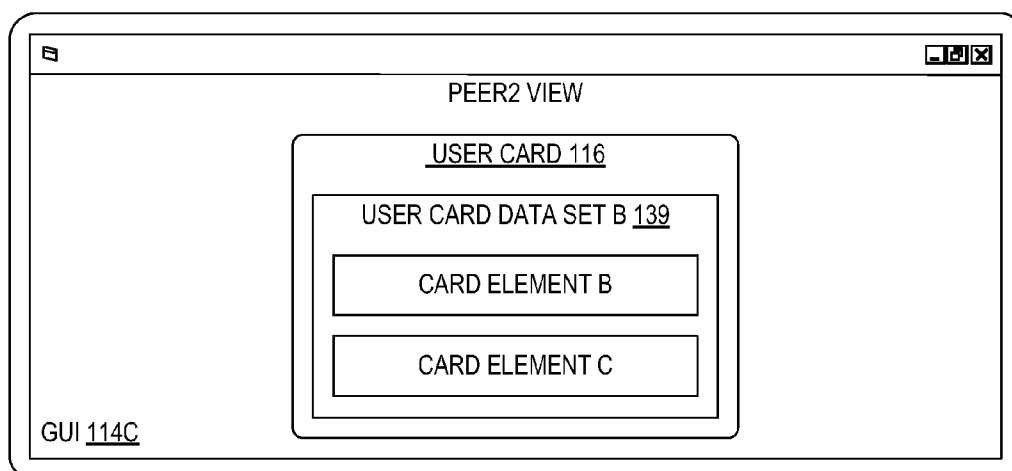 PEER2 VIEW
USER CARD 116
USER CARD DATA SET B 139
CARD ELEMENT B
CARD ELEMENT C
GUI 114C